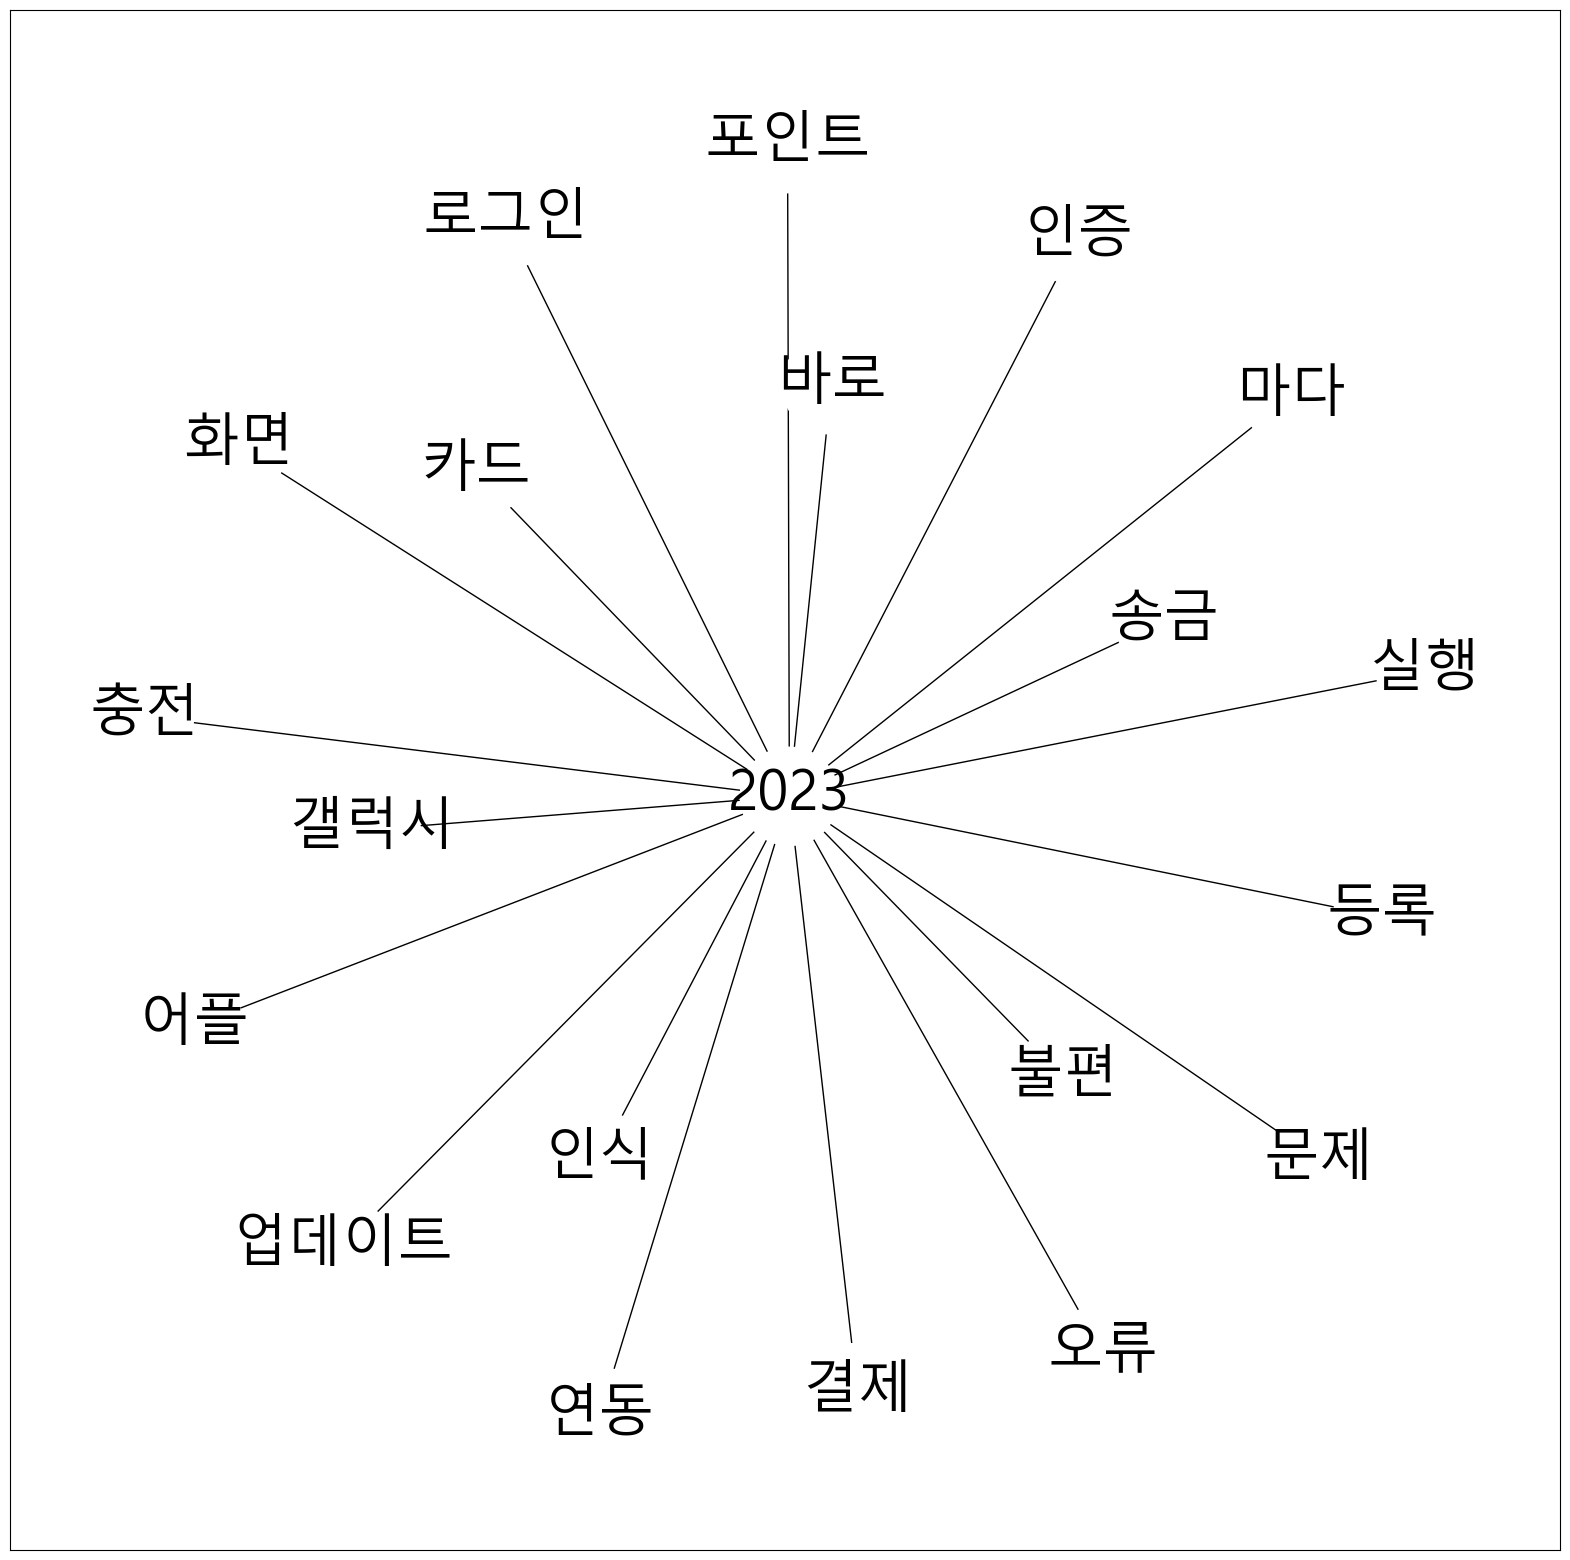 포인트
로그인
인증
바로
마다
화면
카드
송금
실행
충전
2023
갤럭시
등록
어플
불편
인식
문제
업데이트
오류
결제
연동